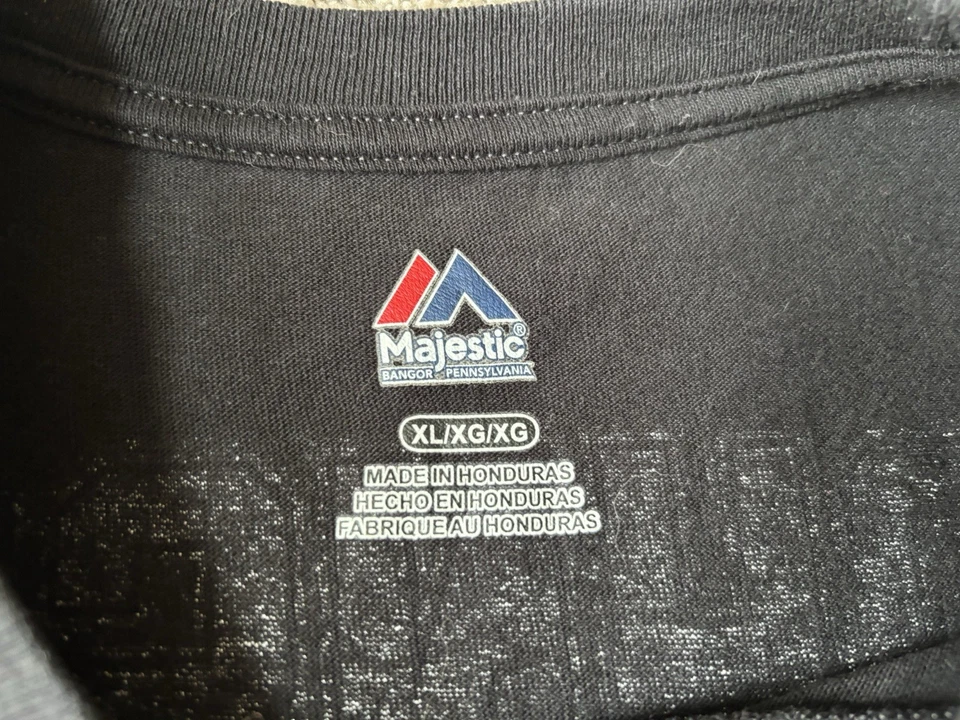 Majestic®
BANGOR PENNSYLVANIA
XL/XG/XG
MADE IN HONDURAS
HECHO EN HONDURAS
FABRIQUE AU HONDURAS